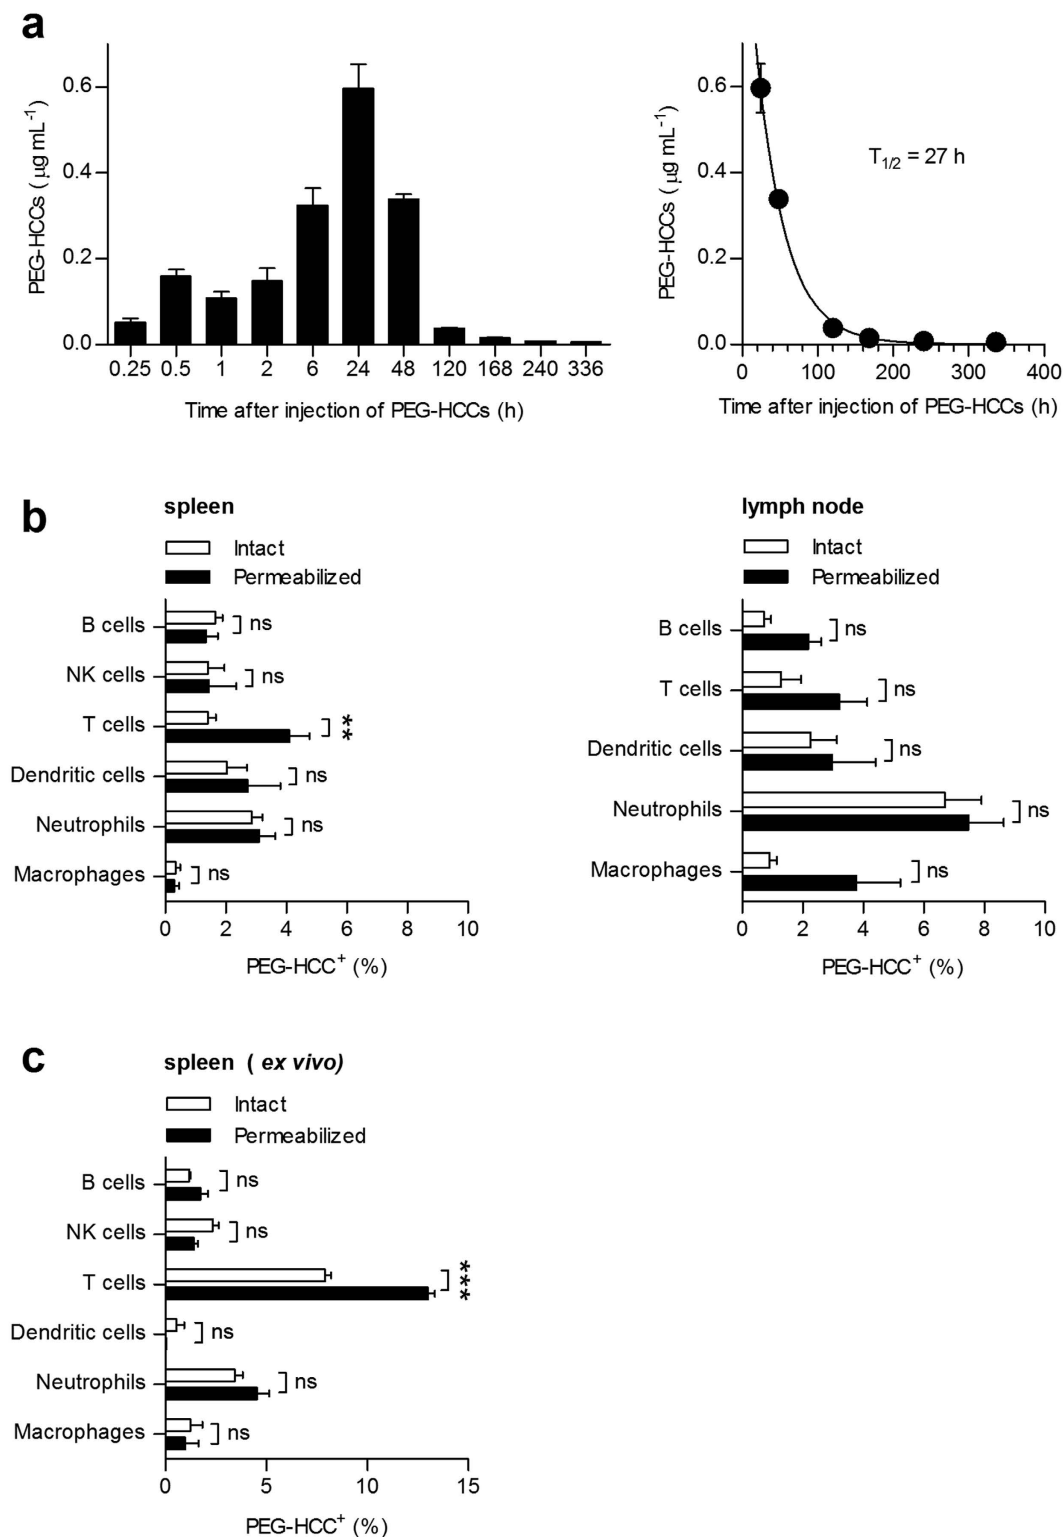 a
PEG-HCCs ( μg mL⁻¹)
0.6
0.4
0.2
0.0
0.25 0.5 1 2 6 24 48 120 168 240 336
Time after injection of PEG-HCCs (h)
PEG-HCCs ( μg mL⁻¹)
0.6
0.4
0.2
0.0
T₁/₂ = 27 h
0 100 200 300 400
Time after injection of PEG-HCCs (h)
b
spleen
Intact
Permeabilized
B cells ns
NK cells ns
T cells **
Dendritic cells ns
Neutrophils ns
Macrophages ns
0 2 4 6 8 10
PEG-HCC⁺ (%)
lymph node
Intact
Permeabilized
B cells ns
T cells ns
Dendritic cells ns
Neutrophils ns
Macrophages ns
0 2 4 6 8 10
PEG-HCC⁺ (%)
c
spleen ( ex vivo)
Intact
Permeabilized
B cells ns
NK cells ns
T cells ***
Dendritic cells ns
Neutrophils ns
Macrophages ns
0 5 10 15
PEG-HCC⁺ (%)